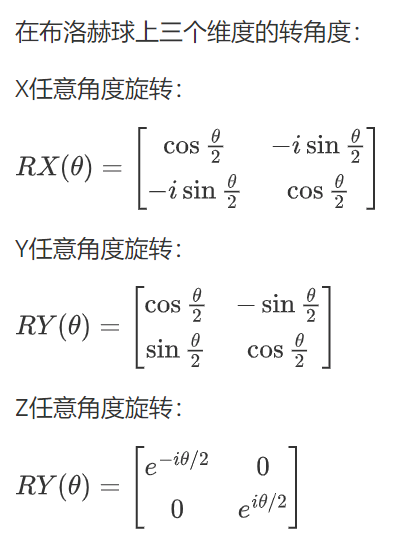 在布洛赫球上三个维度的转角度：
X任意角度旋转：
RX(θ) = [cos θ/2 −i sin θ/2
−i sin θ/2 cos θ/2]
Y任意角度旋转：
RY(θ) = [cos θ/2 − sin θ/2
sin θ/2 cos θ/2]
Z任意角度旋转：
RY(θ) = [e^{−iθ/2} 0
0 e^{iθ/2}]